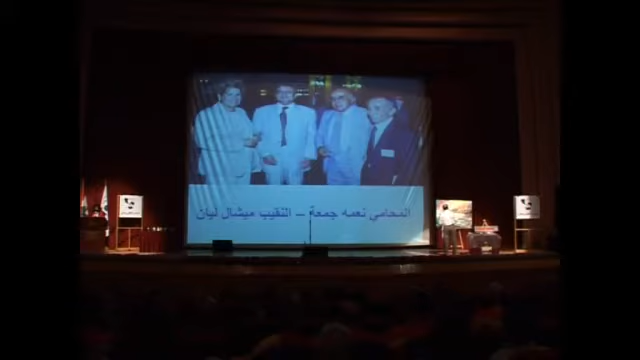 المحامي نعمه جمعة – النقيب ميشال ليان